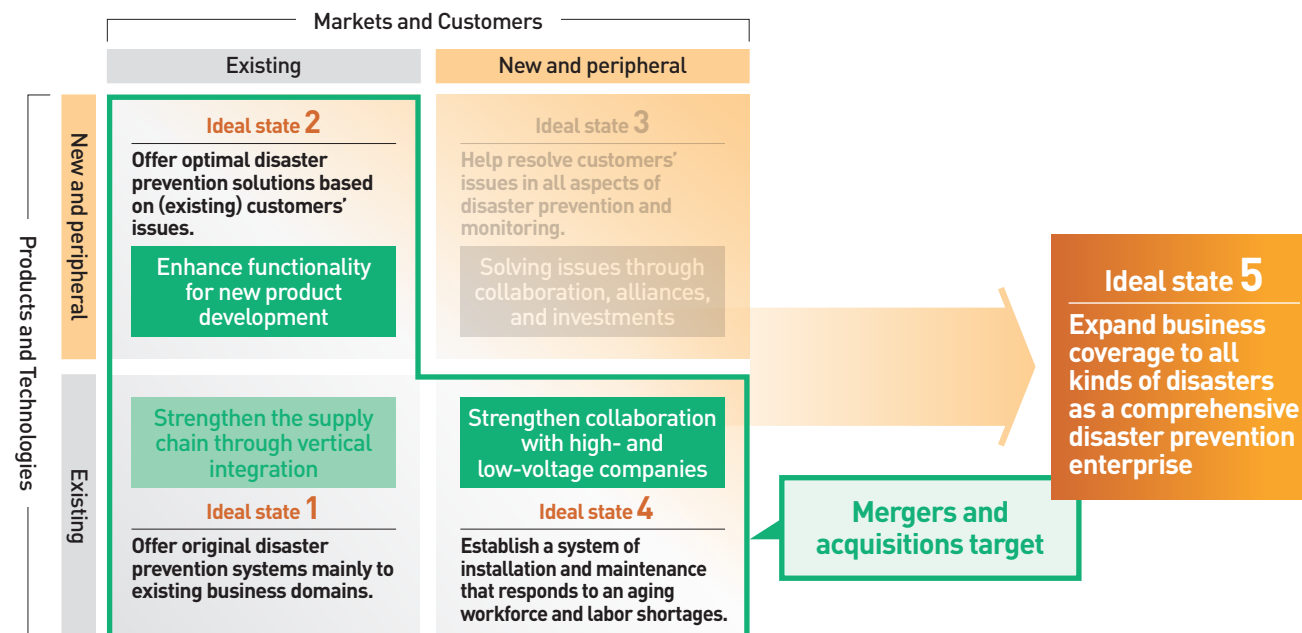 Markets and Customers
Existing
New and peripheral
Products and Technologies
New and peripheral
Ideal state 2
Offer optimal disaster
prevention solutions based
on (existing) customers'
issues.
Enhance functionality
for new product
development
Ideal state 3
Help resolve customers'
issues in all aspects of
disaster prevention and
monitoring.
Solving issues through
collaboration, alliances,
and investments
Existing
Strengthen the supply
chain through vertical
integration
Ideal state 1
Offer original disaster
prevention systems mainly to
existing business domains.
Strengthen collaboration
with high- and
low-voltage companies
Ideal state 4
Establish a system of
installation and maintenance
that responds to an aging
workforce and labor shortages.
Ideal state 5
Expand business
coverage to all
kinds of disasters
as a comprehensive
disaster prevention
enterprise
Mergers and
acquisitions target